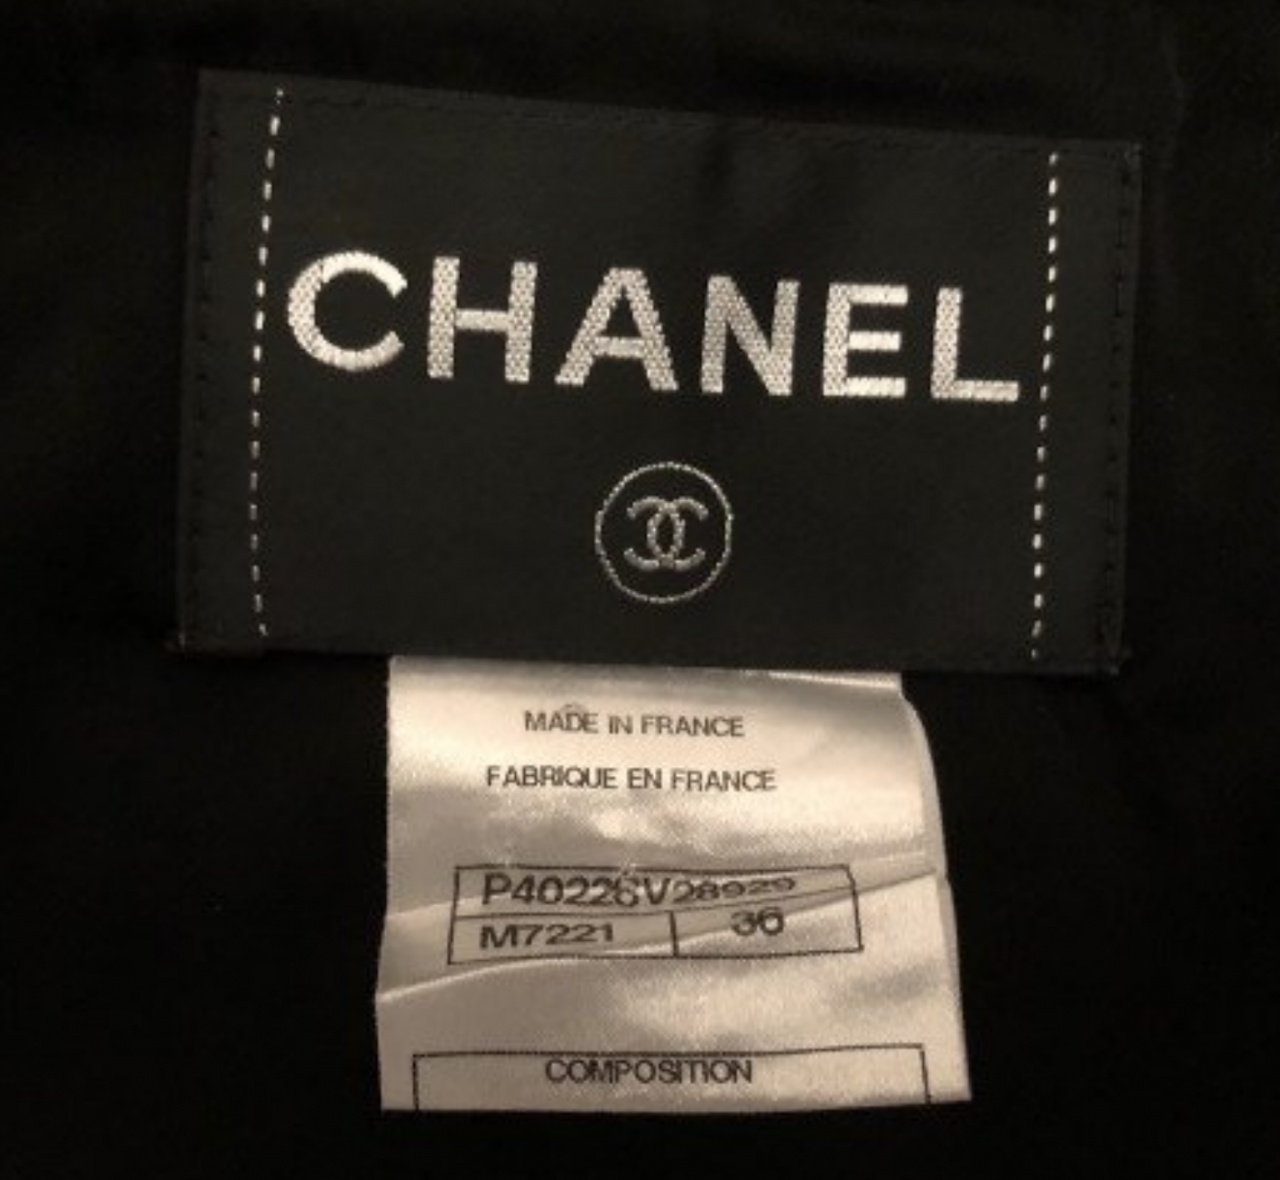 CHANEL
MADE IN FRANCE
FABRIQUE EN FRANCE
P40226V28929
M7221 36
COMPOSITION